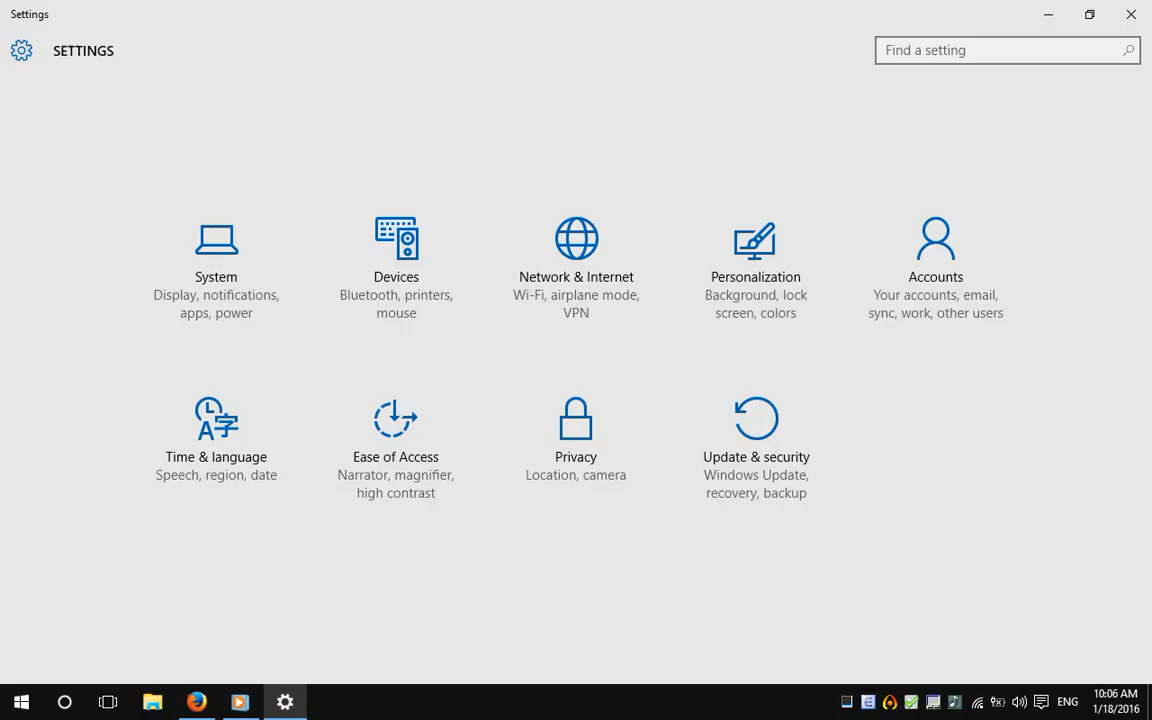 Settings
SETTINGS
Find a setting
System
Display, notifications,
apps, power
Devices
Bluetooth, printers,
mouse
Network & Internet
Wi-Fi, airplane mode,
VPN
Personalization
Background, lock
screen, colors
Accounts
Your accounts, email,
sync, work, other users
Time & language
Speech, region, date
Ease of Access
Narrator, magnifier,
high contrast
Privacy
Location, camera
Update & security
Windows Update,
recovery, backup
ENG
10:06 AM
1/18/2016